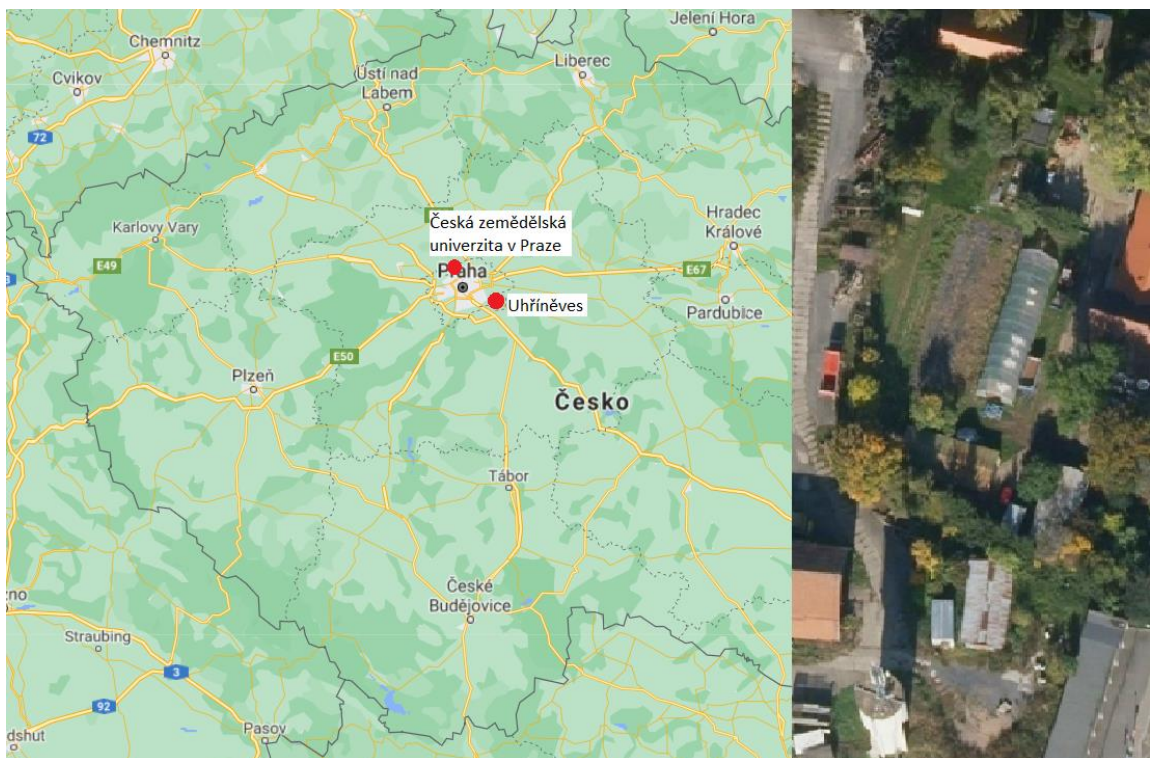 Jelení Hora
Chemnitz
Liberec
Cvikov
Ústí nad
Labem
72
Česká zemědělská
univerzita v Praze
Hradec
Králové
Karlovy Vary
E49
Praha
E67
Uhříněves
Pardubice
E50
Plzeň
Česko
Tábor
České
Budějovice
Straubing
3
92
Pasov
dshut